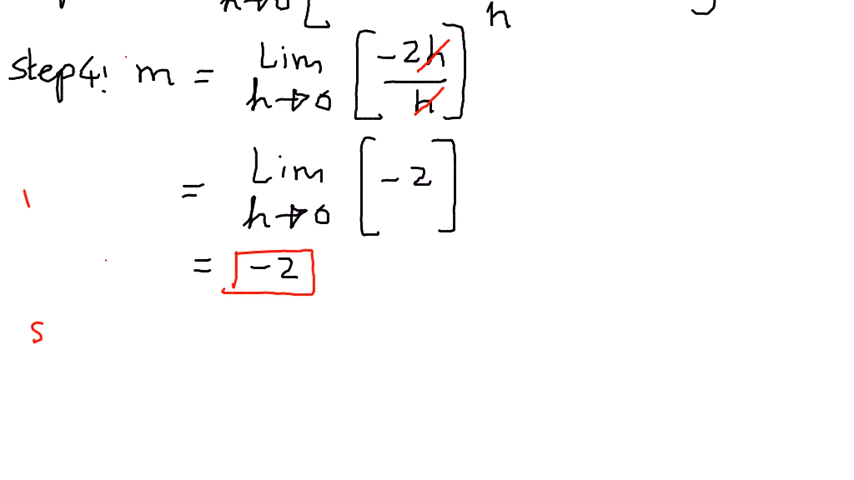 h
Step4: m = Lim h→0 [-2h/h]
= Lim h→0 [-2]
= -2
S